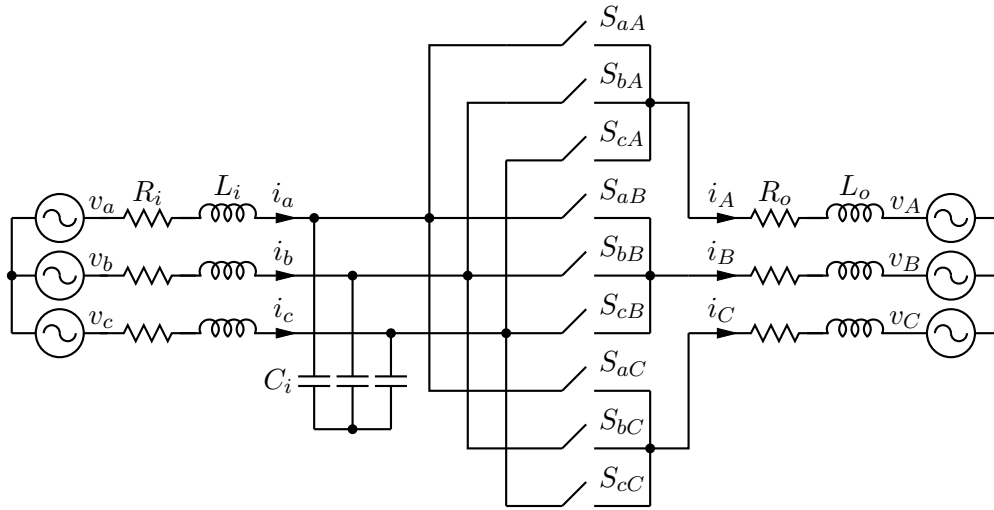 S_{aA}
S_{bA}
S_{cA}
v_a R_i L_i i_a S_{aB} i_A R_o L_o v_A
v_b i_b S_{bB} i_B v_B
v_c i_c S_{cB} i_C v_C
C_i S_{aC}
S_{bC}
S_{cC}